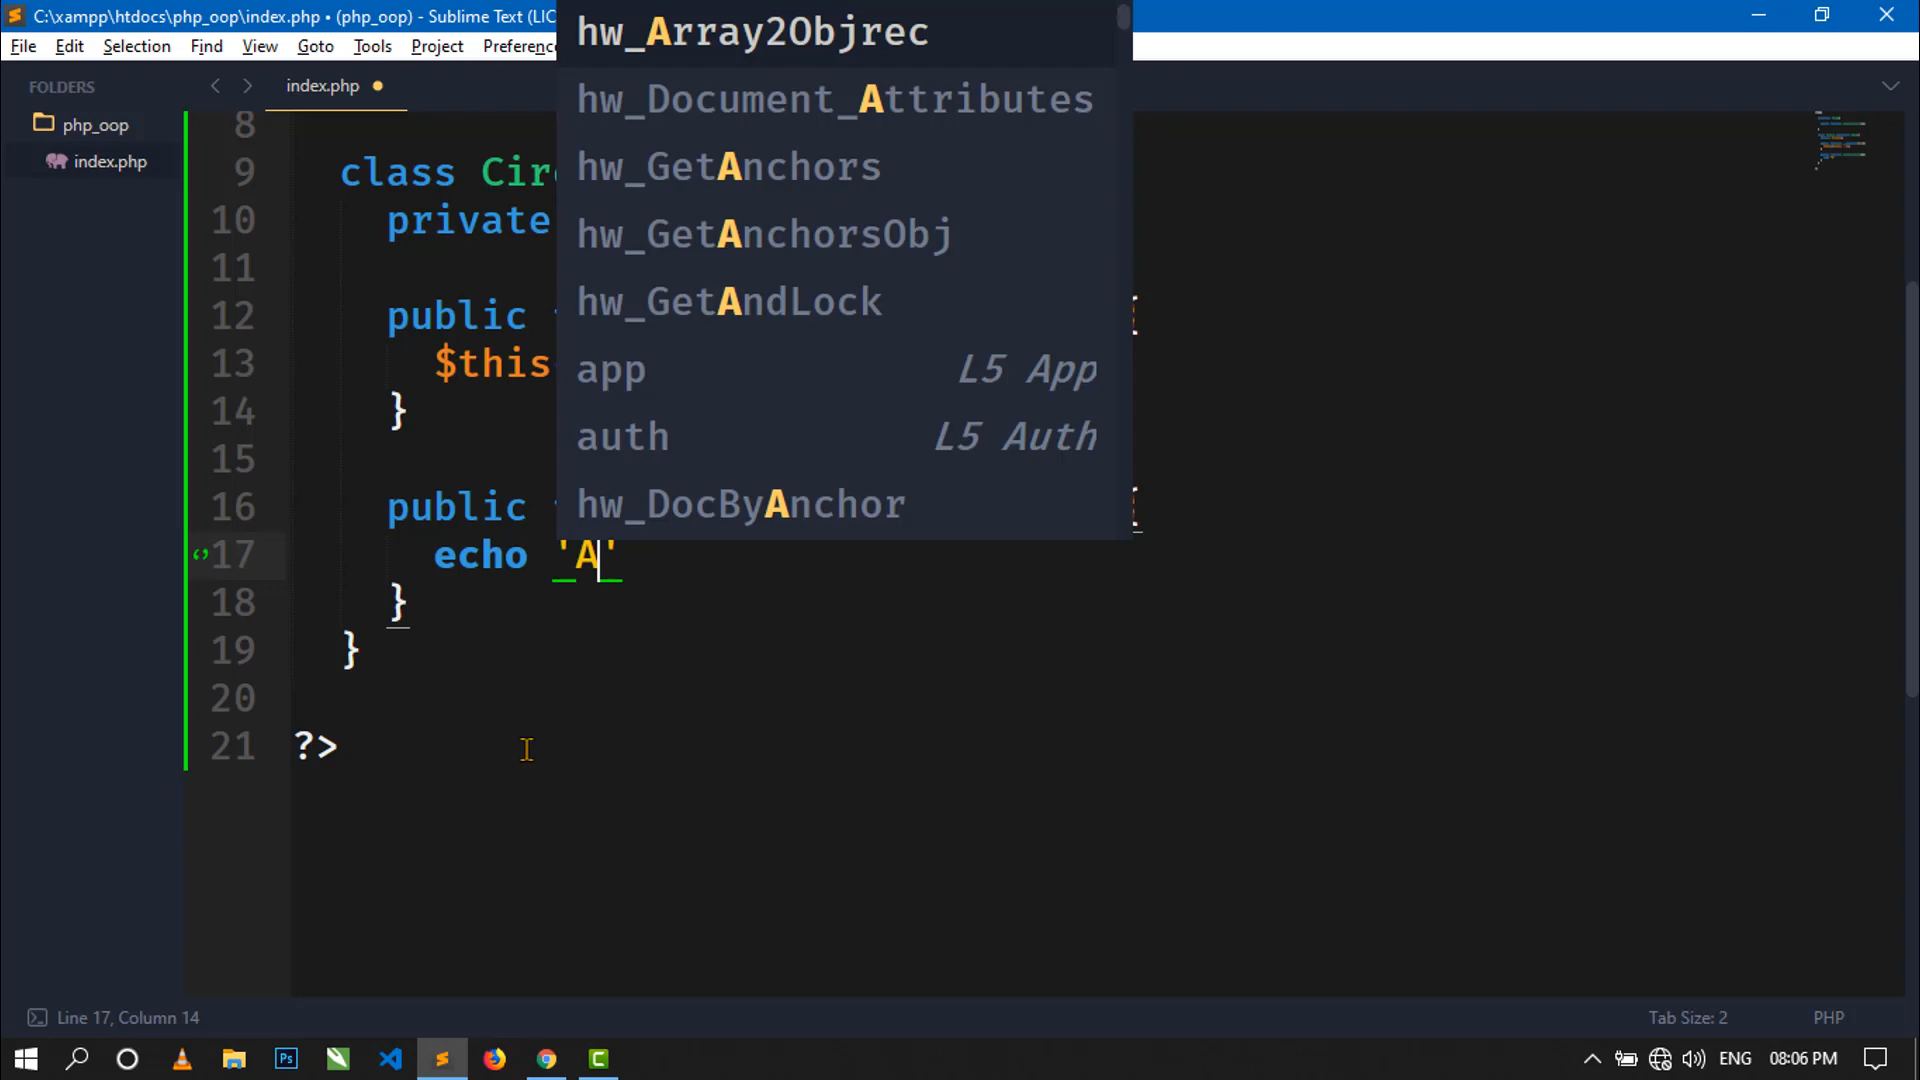 C:\xampp\htdocs\php_oop\index.php • (php_oop) - Sublime Text (LIC
File Edit Selection Find View Goto Tools Project
FOLDERS
php_oop
index.php
index.php
hw_Array2Objrec
hw_Document_Attributes
hw_GetAnchors
hw_GetAnchorsObj
hw_GetAndLock
app L5 App
auth L5 Auth
hw_DocByAnchor
8
9 class
10 private
11
12 public {
13 $this
14 }
15
16 public {
17 echo 'A'
18 }
19 }
20
21 ?>
Line 17, Column 14
Tab Size: 2
PHP
Ps
ENG
08:06 PM